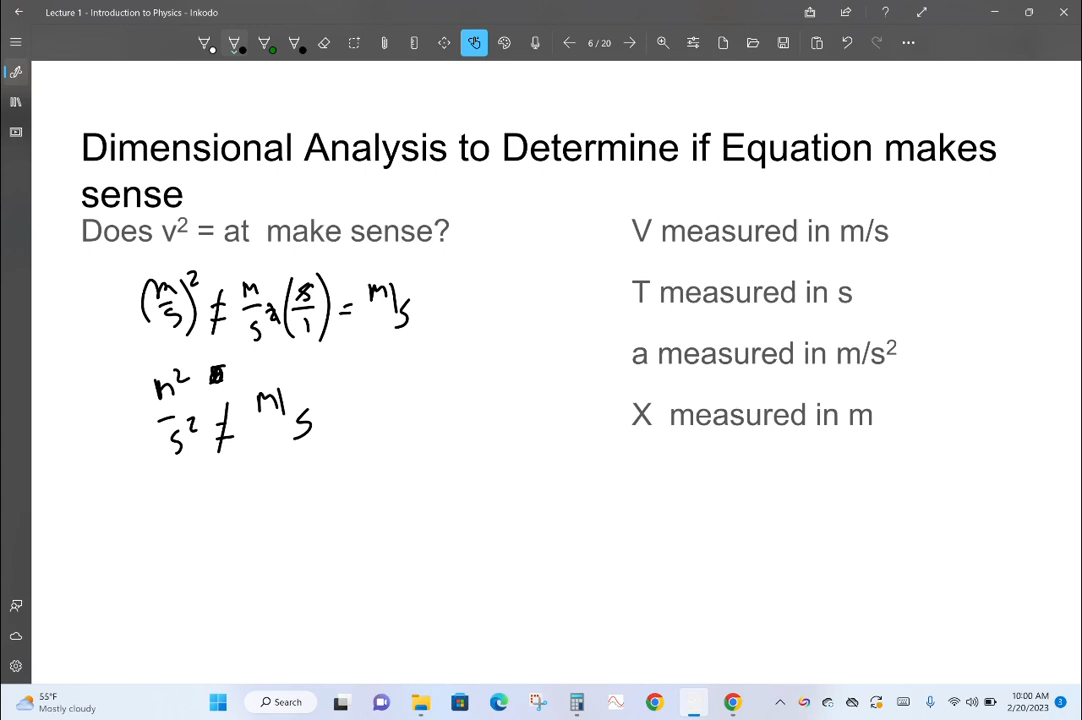 Lecture 1 - Introduction to Physics - Inkodo
6 / 20
Dimensional Analysis to Determine if Equation makes
sense
Does v² = at make sense?
V measured in m/s
(m/s)² ≠ m/s² (s/1) = m/s
T measured in s
a measured in m/s²
m²/s² ≠ m/s
X measured in m
55°F
Mostly cloudy
Search
10:00 AM
2/20/2023
3